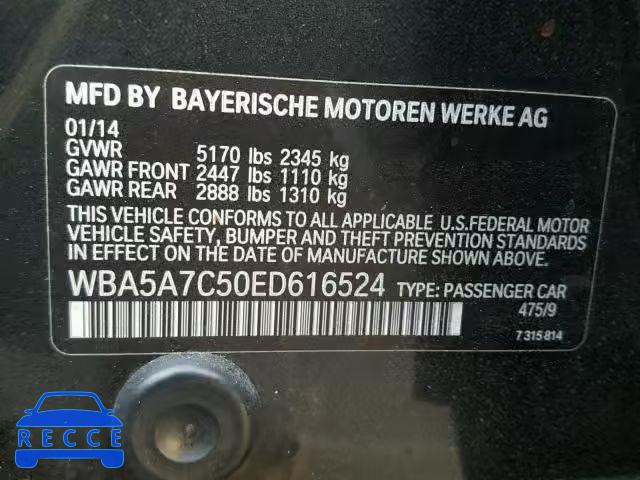 MFD BY BAYERISCHE MOTOREN WERKE AG
01/14
GVWR 5170 lbs 2345 kg
GAWR FRONT 2447 lbs 1110 kg
GAWR REAR 2888 lbs 1310 kg
THIS VEHICLE CONFORMS TO ALL APPLICABLE U.S.FEDERAL MOTOR
VEHICLE SAFETY, BUMPER AND THEFT PREVENTION STANDARDS
IN EFFECT ON THE DATE OF MANUFACTURE SHOWN ABOVE.
WBA5A7C50ED616524 TYPE: PASSENGER CAR
475/9
7 315 814
RECCE